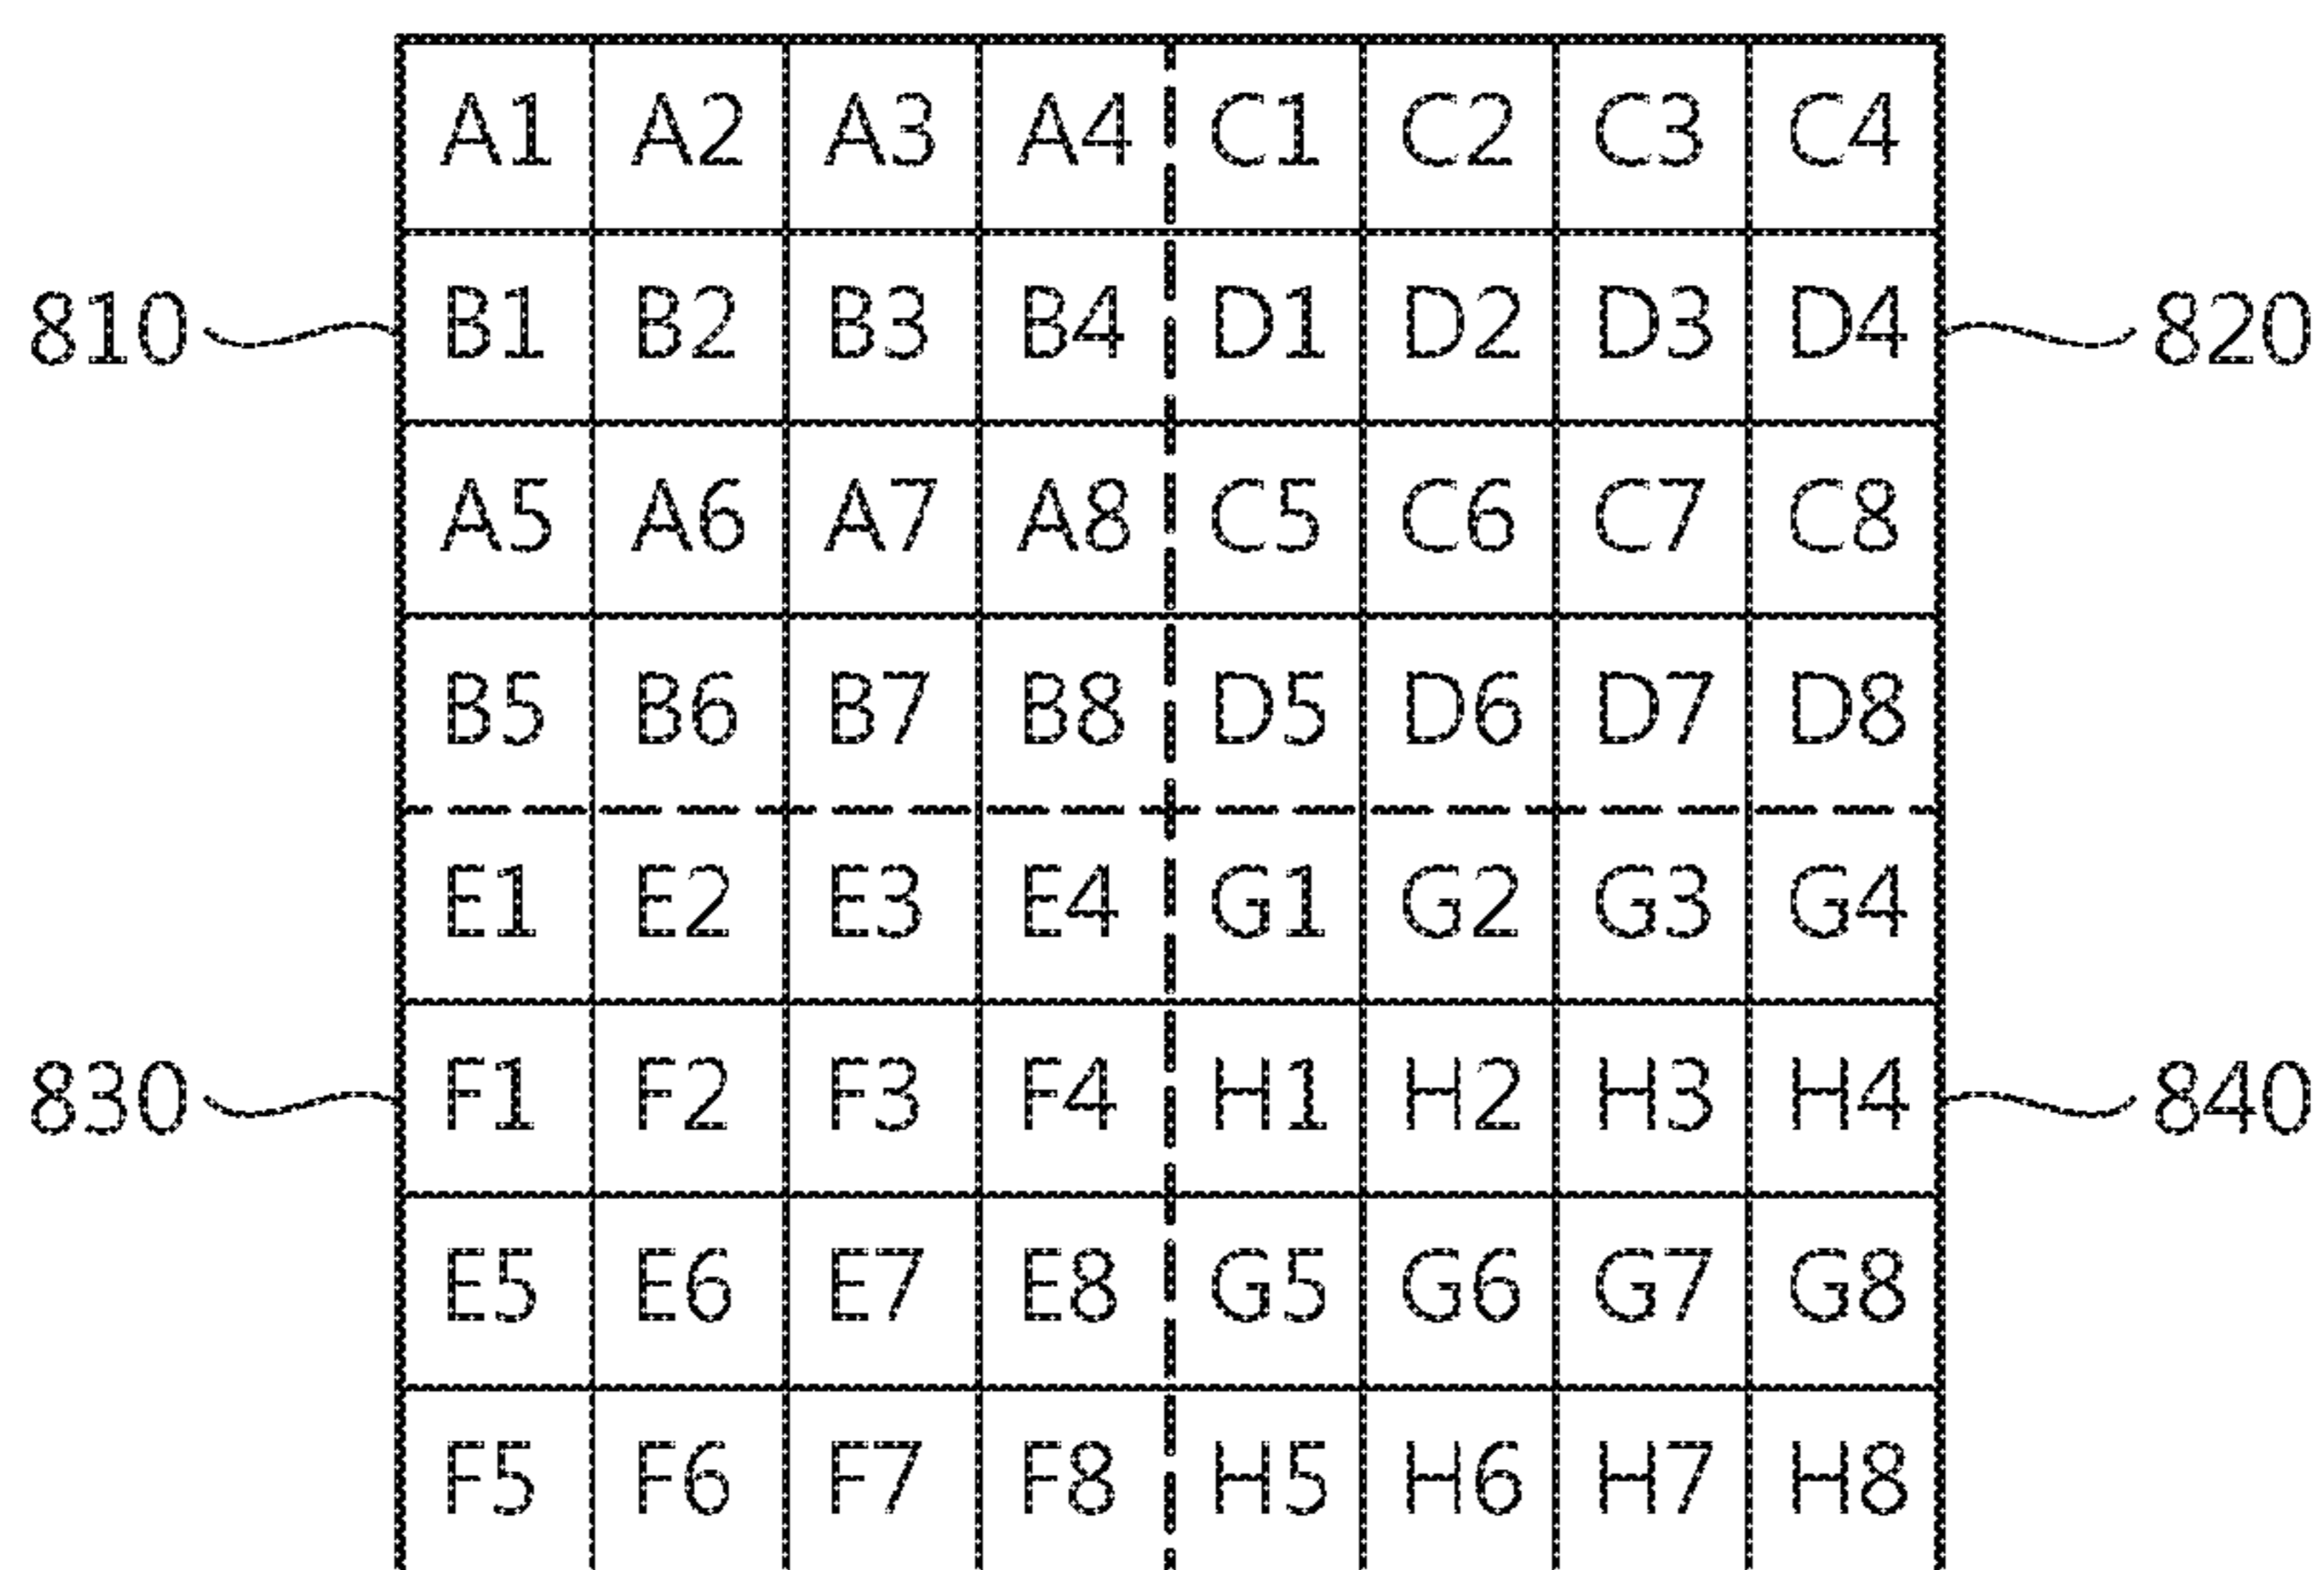 A1 A2 A3 A4 C1 C2 C3 C4
810 B1 B2 B3 B4 D1 D2 D3 D4 820
A5 A6 A7 A8 C5 C6 C7 C8
B5 B6 B7 B8 D5 D6 D7 D8
E1 E2 E3 E4 G1 G2 G3 G4
830 F1 F2 F3 F4 H1 H2 H3 H4 840
E5 E6 E7 E8 G5 G6 G7 G8
F5 F6 F7 F8 H5 H6 H7 H8